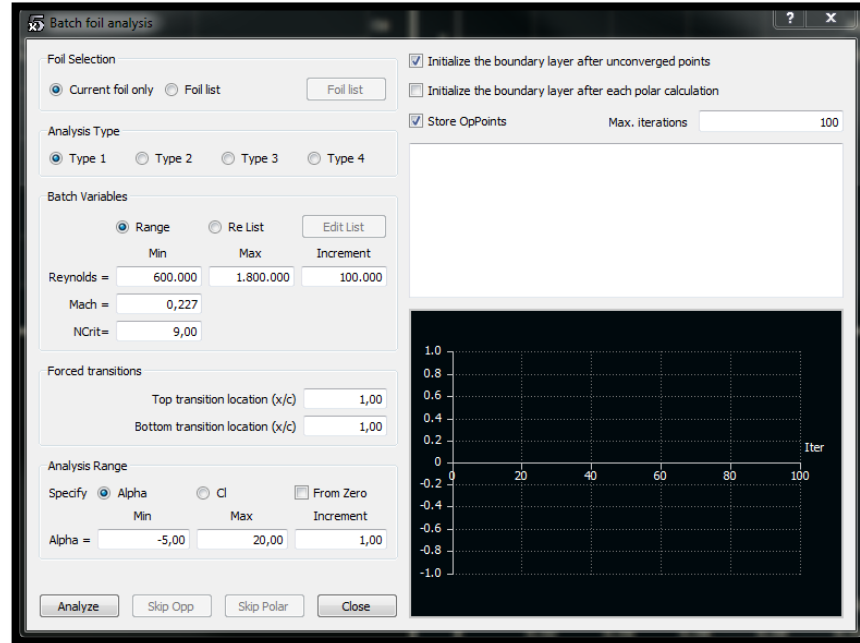 Batch foil analysis
Foil Selection
Current foil only Foil list Foil list
Analysis Type
Type 1 Type 2 Type 3 Type 4
Batch Variables
Range Re List Edit List
Min Max Increment
Reynolds = 600.000 1.800.000 100.000
Mach = 0,227
NCrit= 9,00
Forced transitions
Top transition location (x/c) 1,00
Bottom transition location (x/c) 1,00
Analysis Range
Specify Alpha Cl From Zero
Min Max Increment
Alpha = -5,00 20,00 1,00
Analyze Skip Opp Skip Polar Close
Initialize the boundary layer after unconverged points
Initialize the boundary layer after each polar calculation
Store OpPoints Max. iterations 100
1.0
0.8
0.6
0.4
0.2
Iter
0
0 20 40 60 80 100
-0.2
-0.4
-0.6
-0.8
-1.0